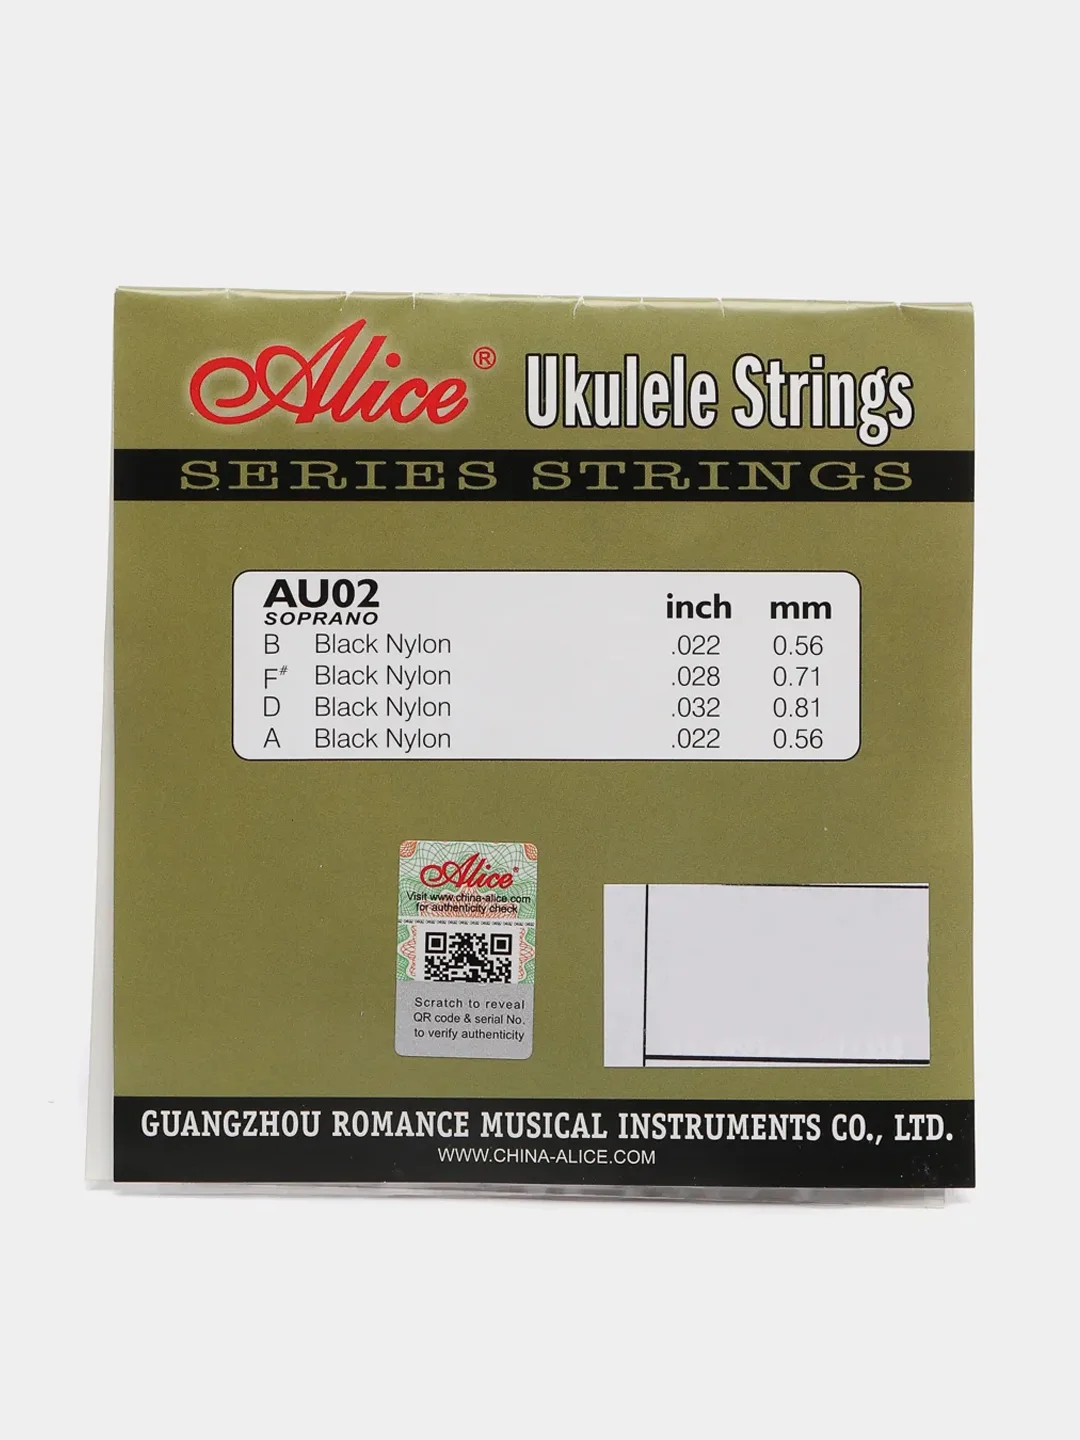 Alice® Ukulele Strings
SERIES STRINGS
AU02 inch mm
SOPRANO
B Black Nylon .022 0.56
F# Black Nylon .028 0.71
D Black Nylon .032 0.81
A Black Nylon .022 0.56
Alice®
Visit www.china-alice.com
for authenticity check
Scratch to reveal
QR code & serial No.
to verify authenticity
GUANGZHOU ROMANCE MUSICAL INSTRUMENTS CO., LTD.
WWW.CHINA-ALICE.COM